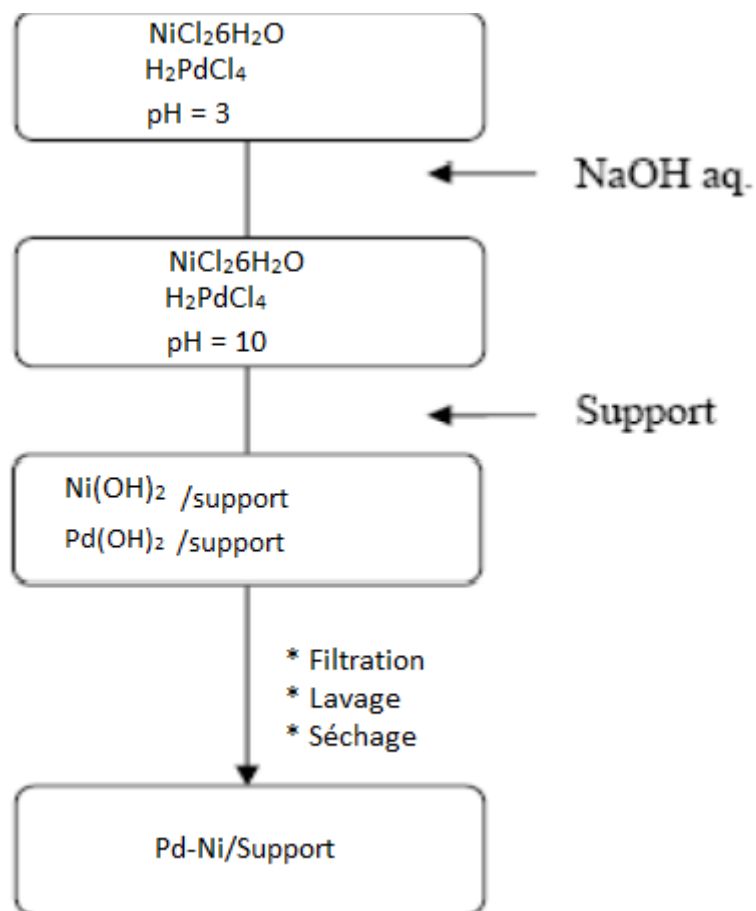 NiCl₂6H₂O
H₂PdCl₄
pH = 3
NaOH aq.
NiCl₂6H₂O
H₂PdCl₄
pH = 10
Support
Ni(OH)₂ /support
Pd(OH)₂ /support
* Filtration
* Lavage
* Séchage
Pd-Ni/Support